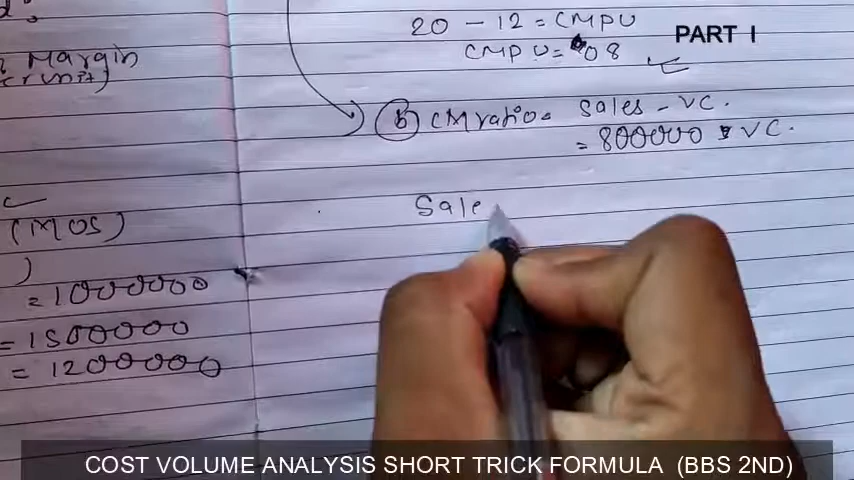 Margin
unit)
(MOS)
)
= 1000000
= 1500000
= 1200000
20 - 12 = CMPU
CMPU = 08
PART I
b) CM ratio = Sales - VC.
= 800000 VC.
Sale
COST VOLUME ANALYSIS SHORT TRICK FORMULA (BBS 2ND)